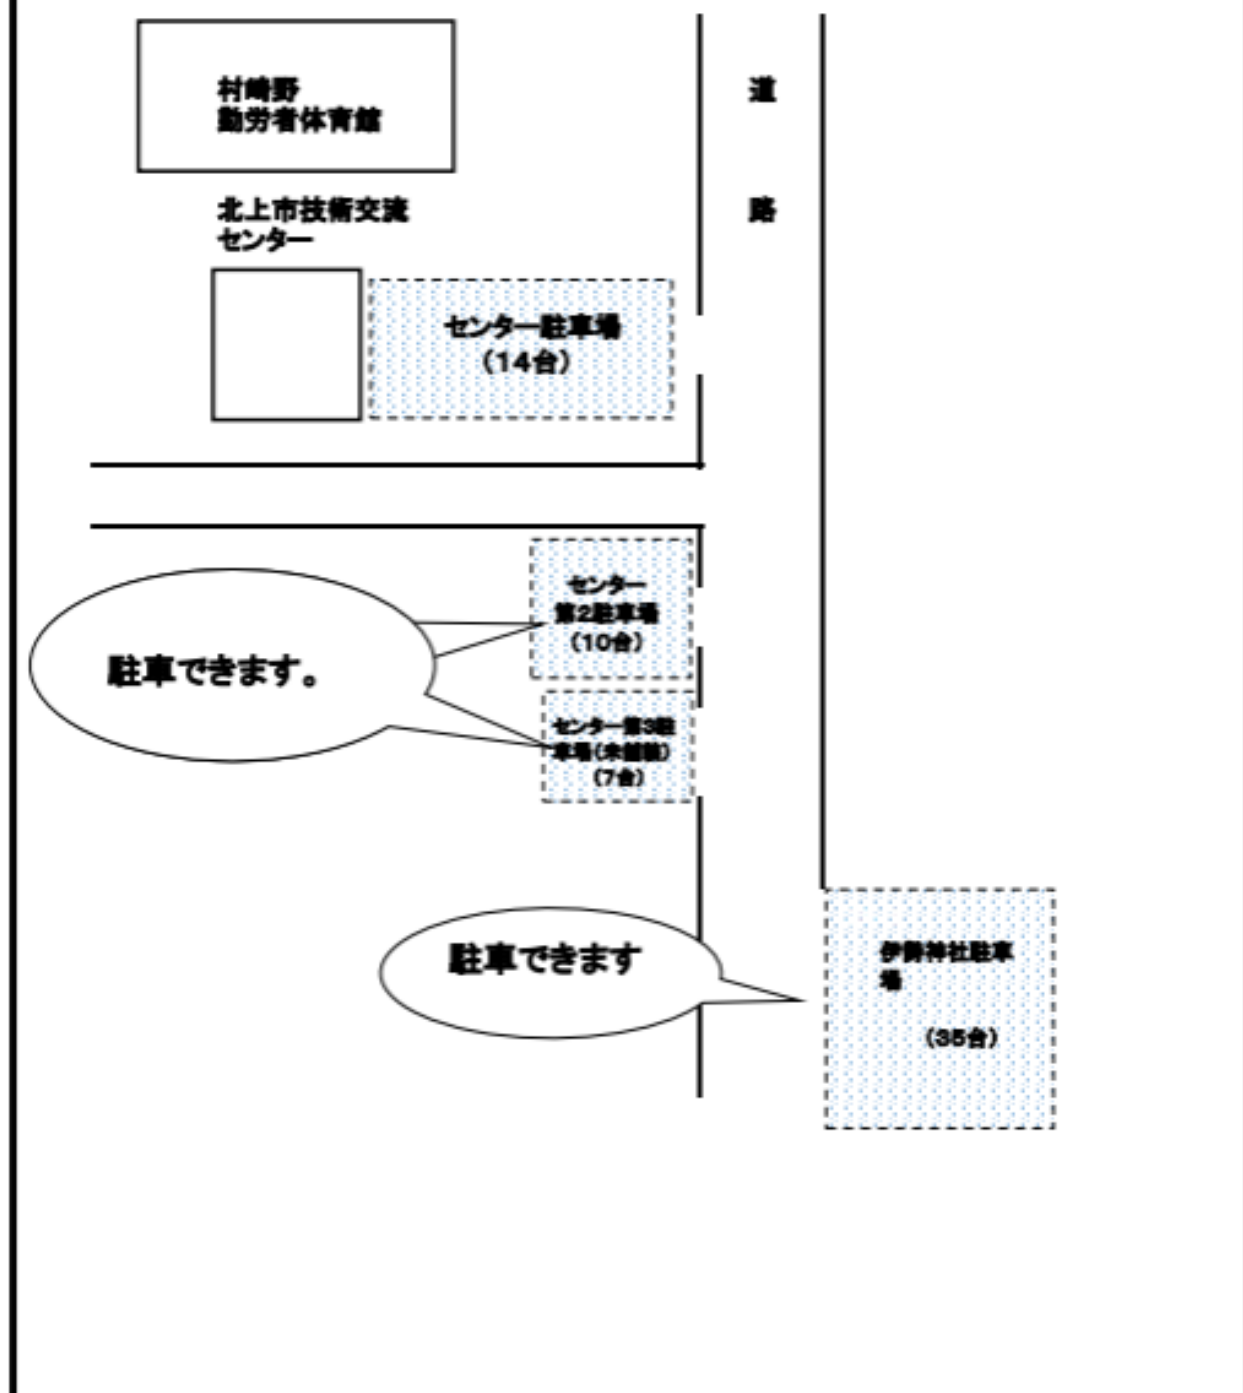 村崎野
勤労者体育館
道
路
北上市技術交流
センター
センター駐車場
（14台）
センター
第2駐車場
（10台）
駐車できます。
センター第3駐
車場（未舗装）
（7台）
駐車できます
伊勢神社駐車
場
（35台）